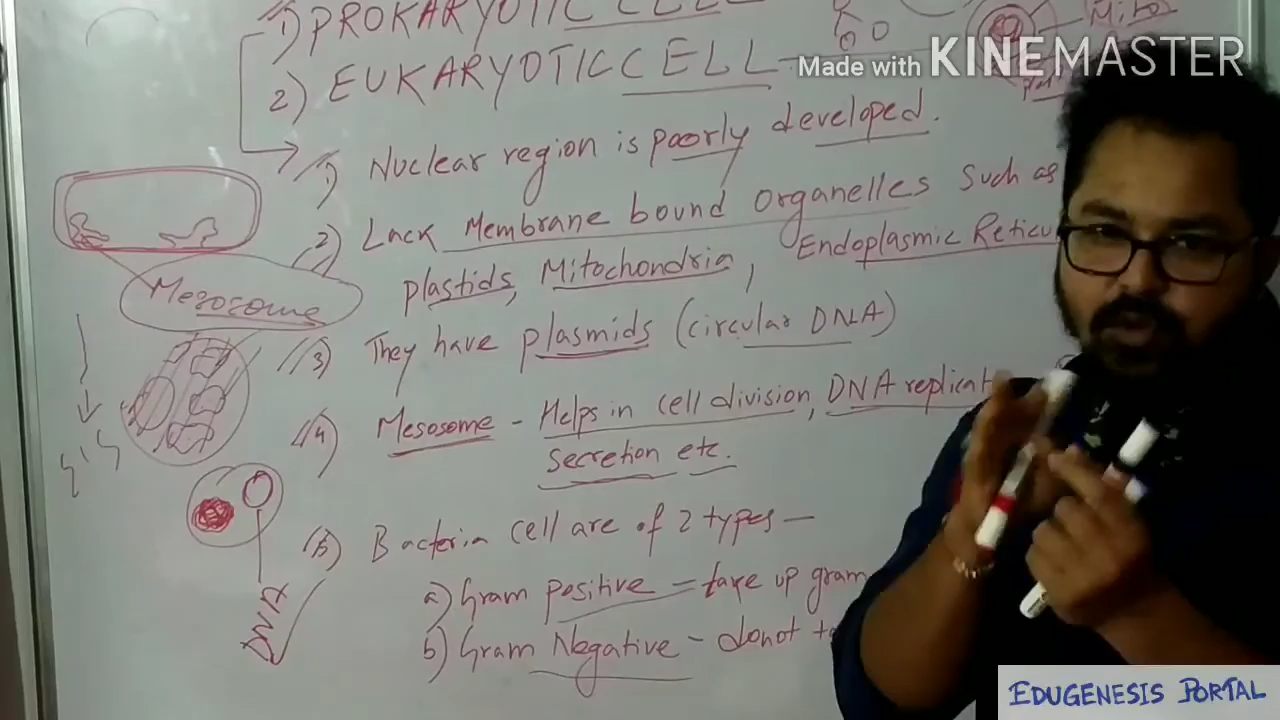 1) PROKARYOTIC CELL
Mito
Made with KINEMASTER
2) EUKARYOTIC CELL
1) Nuclear region is poorly developed.
2) Lack Membrane bound organelles such as
plastids, Mitochondria, Endoplasmic Reticu
Mesosome
3) They have plasmids (circular DNA)
4) Mesosome - Helps in cell division, DNA replicat
secretion etc.
5) Bacteria cell are of 2 types —
a) Gram positive = take up gram
b) Gram Negative - donot t
DNA
EDUGENESIS PORTAL